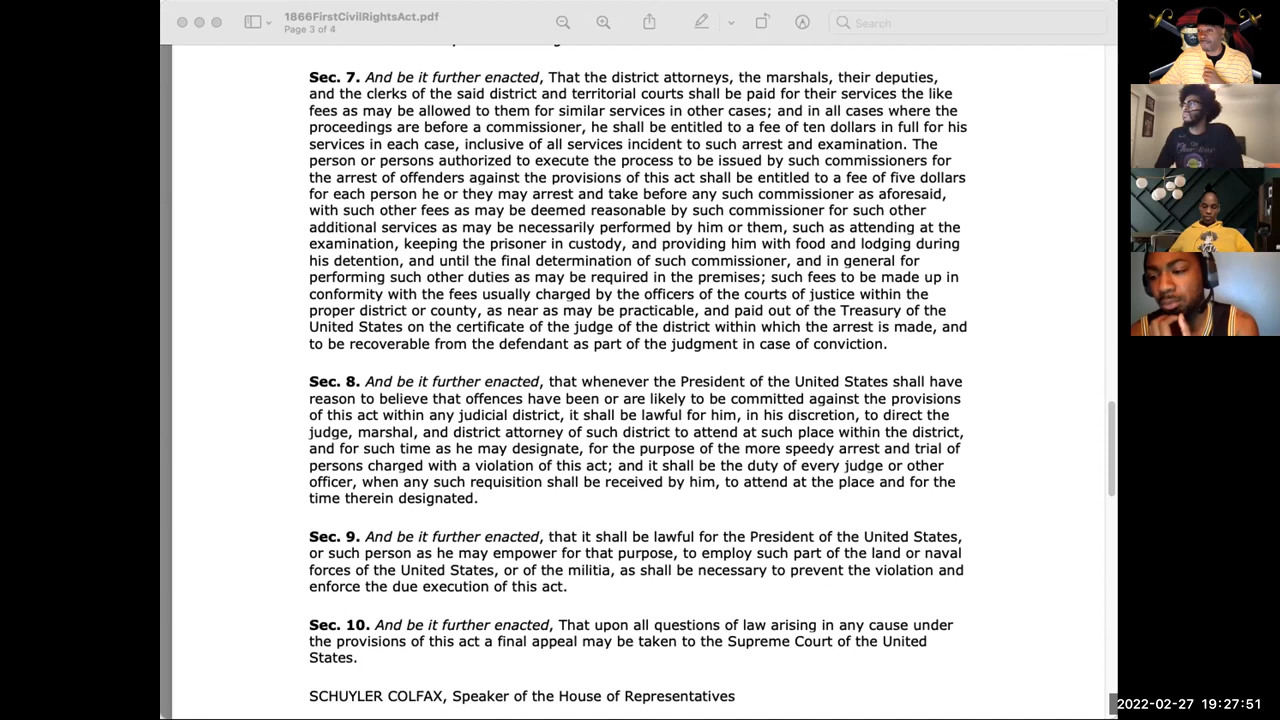 1866FirstCivilRightsAct.pdf
Page 3 of 4
Search
Sec. 7. And be it further enacted, That the district attorneys, the marshals, their deputies,
and the clerks of the said district and territorial courts shall be paid for their services the like
fees as may be allowed to them for similar services in other cases; and in all cases where the
proceedings are before a commissioner, he shall be entitled to a fee of ten dollars in full for his
services in each case, inclusive of all services incident to such arrest and examination. The
person or persons authorized to execute the process to be issued by such commissioners for
the arrest of offenders against the provisions of this act shall be entitled to a fee of five dollars
for each person he or they may arrest and take before any such commissioner as aforesaid,
with such other fees as may be deemed reasonable by such commissioner for such other
additional services as may be necessarily performed by him or them, such as attending at the
examination, keeping the prisoner in custody, and providing him with food and lodging during
his detention, and until the final determination of such commissioner, and in general for
performing such other duties as may be required in the premises; such fees to be made up in
conformity with the fees usually charged by the officers of the courts of justice within the
proper district or county, as near as may be practicable, and paid out of the Treasury of the
United States on the certificate of the judge of the district within which the arrest is made, and
to be recoverable from the defendant as part of the judgment in case of conviction.
Sec. 8. And be it further enacted, that whenever the President of the United States shall have
reason to believe that offences have been or are likely to be committed against the provisions
of this act within any judicial district, it shall be lawful for him, in his discretion, to direct the
judge, marshal, and district attorney of such district to attend at such place within the district,
and for such time as he may designate, for the purpose of the more speedy arrest and trial of
persons charged with a violation of this act; and it shall be the duty of every judge or other
officer, when any such requisition shall be received by him, to attend at the place and for the
time therein designated.
Sec. 9. And be it further enacted, that it shall be lawful for the President of the United States,
or such person as he may empower for that purpose, to employ such part of the land or naval
forces of the United States, or of the militia, as shall be necessary to prevent the violation and
enforce the due execution of this act.
Sec. 10. And be it further enacted, That upon all questions of law arising in any cause under
the provisions of this act a final appeal may be taken to the Supreme Court of the United
States.
SCHUYLER COLFAX, Speaker of the House of Representatives
2022-02-27 19:27:51